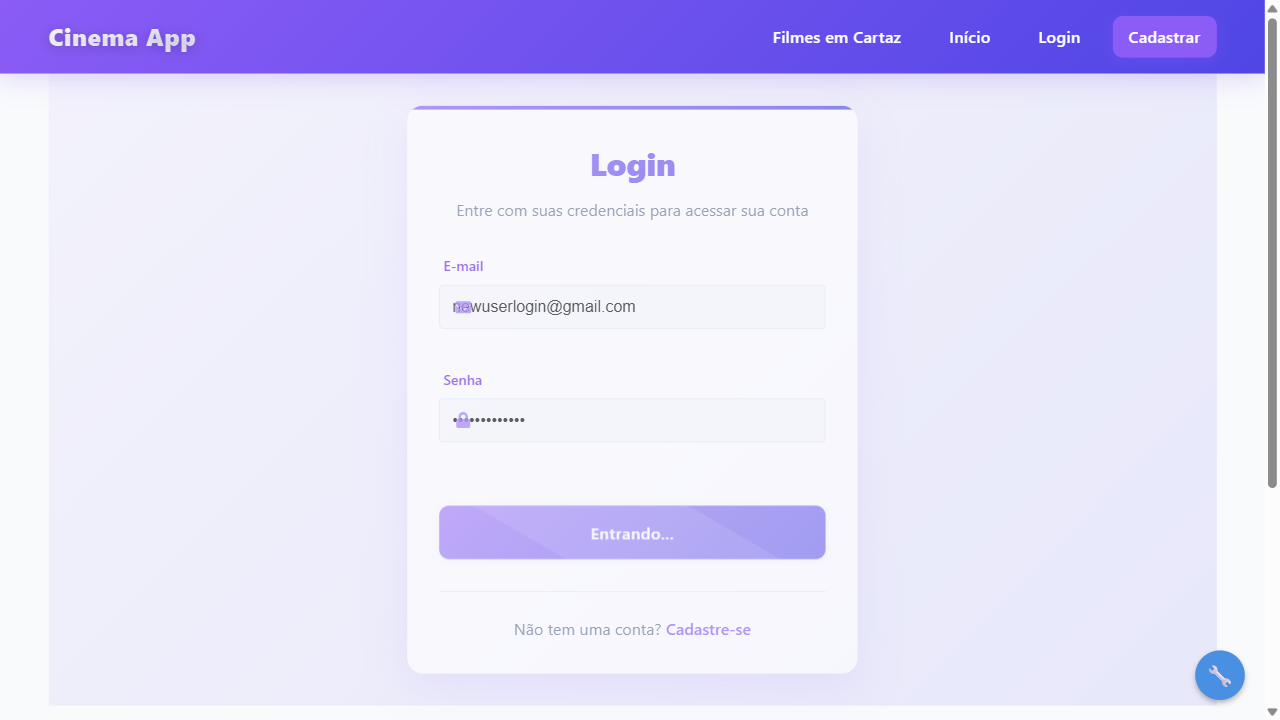 Cinema App
Filmes em Cartaz
Início
Login
Cadastrar
Login
Entre com suas credenciais para acessar sua conta
E-mail
newuserlogin@gmail.com
Senha
•••••••••••••
Entrando...
Não tem uma conta? Cadastre-se